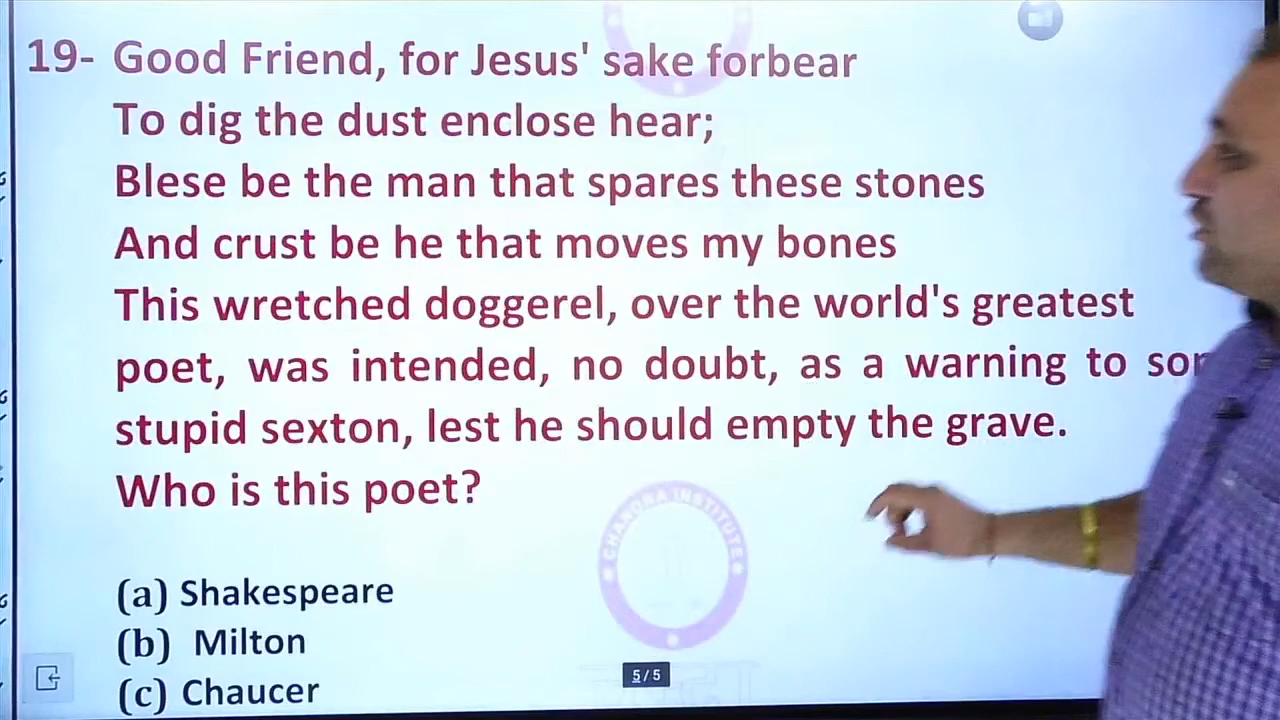 19- Good Friend, for Jesus' sake forbear
To dig the dust enclose hear;
Blese be the man that spares these stones
And crust be he that moves my bones
This wretched doggerel, over the world's greatest
poet, was intended, no doubt, as a warning to
stupid sexton, lest he should empty the grave.
Who is this poet?
CHANDRA INSTITUTE
(a) Shakespeare
(b) Milton
(c) Chaucer
5/5